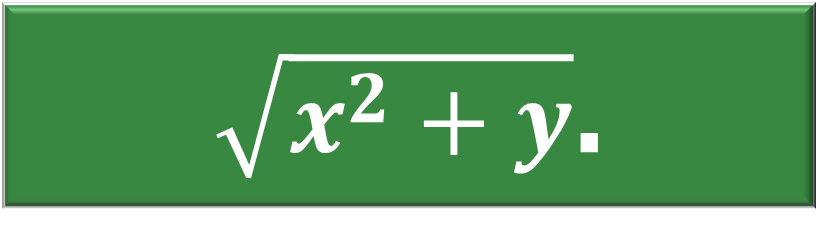 √(x² + y).